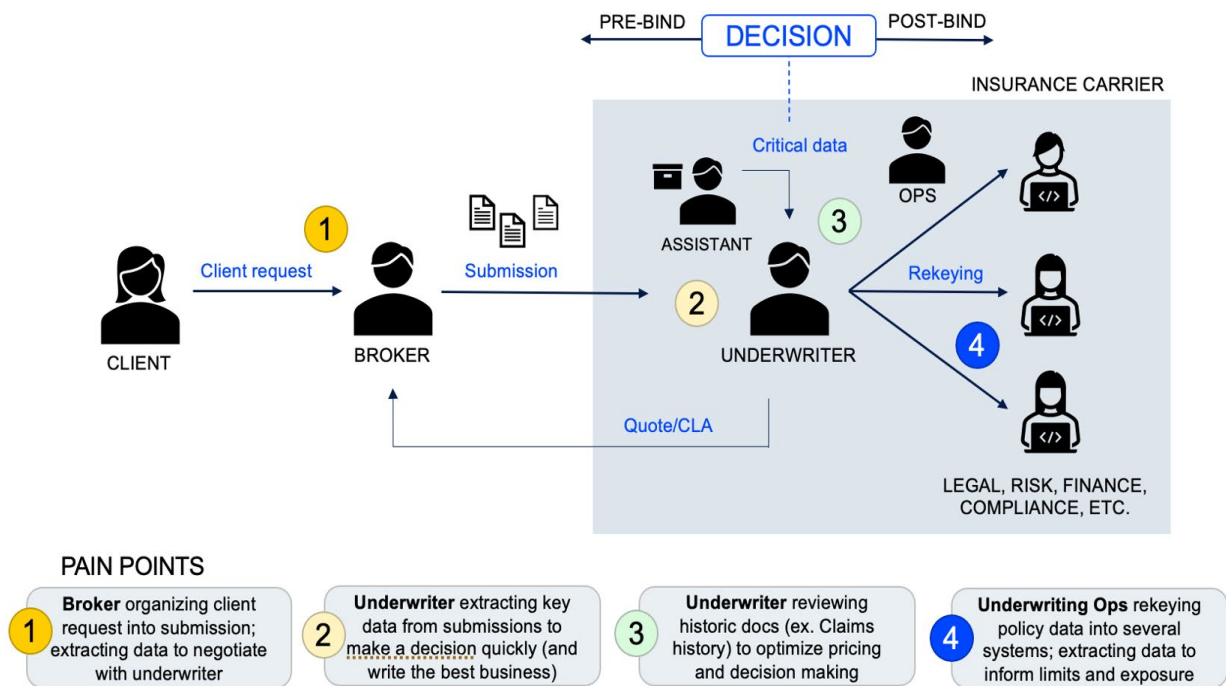 PRE-BIND
DECISION
POST-BIND
INSURANCE CARRIER
Critical data
OPS
ASSISTANT
3
1
Client request
Submission
2
Rekeying
4
CLIENT
BROKER
UNDERWRITER
Quote/CLA
LEGAL, RISK, FINANCE,
COMPLIANCE, ETC.
</>
</>
</>
PAIN POINTS
1
Broker organizing client
request into submission;
extracting data to negotiate
with underwriter
2
Underwriter extracting key
data from submissions to
make a decision quickly (and
write the best business)
3
Underwriter reviewing
historic docs (ex. Claims
history) to optimize pricing
and decision making
4
Underwriting Ops rekeying
policy data into several
systems; extracting data to
inform limits and exposure